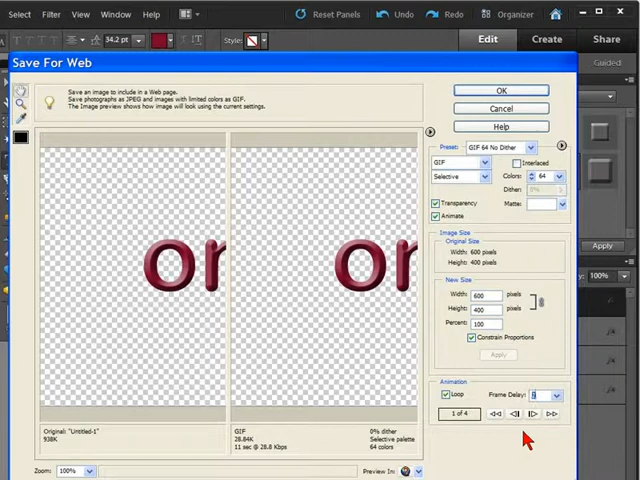 Select Filter View Window Help Reset Panels Undo Redo Organizer
34.2 pt Style: Edit Create Share
Save For Web
Guided
Save an image to include in a Web page.
Save photographs as JPEG and images with limited colors as GIF.
The Image preview shows how image will look using the current settings.
OK
Cancel
Help
Preset: GIF 64 No Dither
GIF Interlaced
Selective Colors: 64
Dither: 0%
Transparency Matte:
Animate
Image Size
Original Size
Width: 600 pixels
Height: 400 pixels
New Size
Width: 600 pixels
Height: 400 pixels
Percent: 100
Constrain Proportions
Apply
Apply
100%
or or
Animation
Loop Frame Delay:
1 of 4
Original: "Untitled-1"
938K
GIF
28.84K
11 sec @ 28.8 Kbps
0% dither
Selective palette
64 colors
Zoom: 100% Preview In: